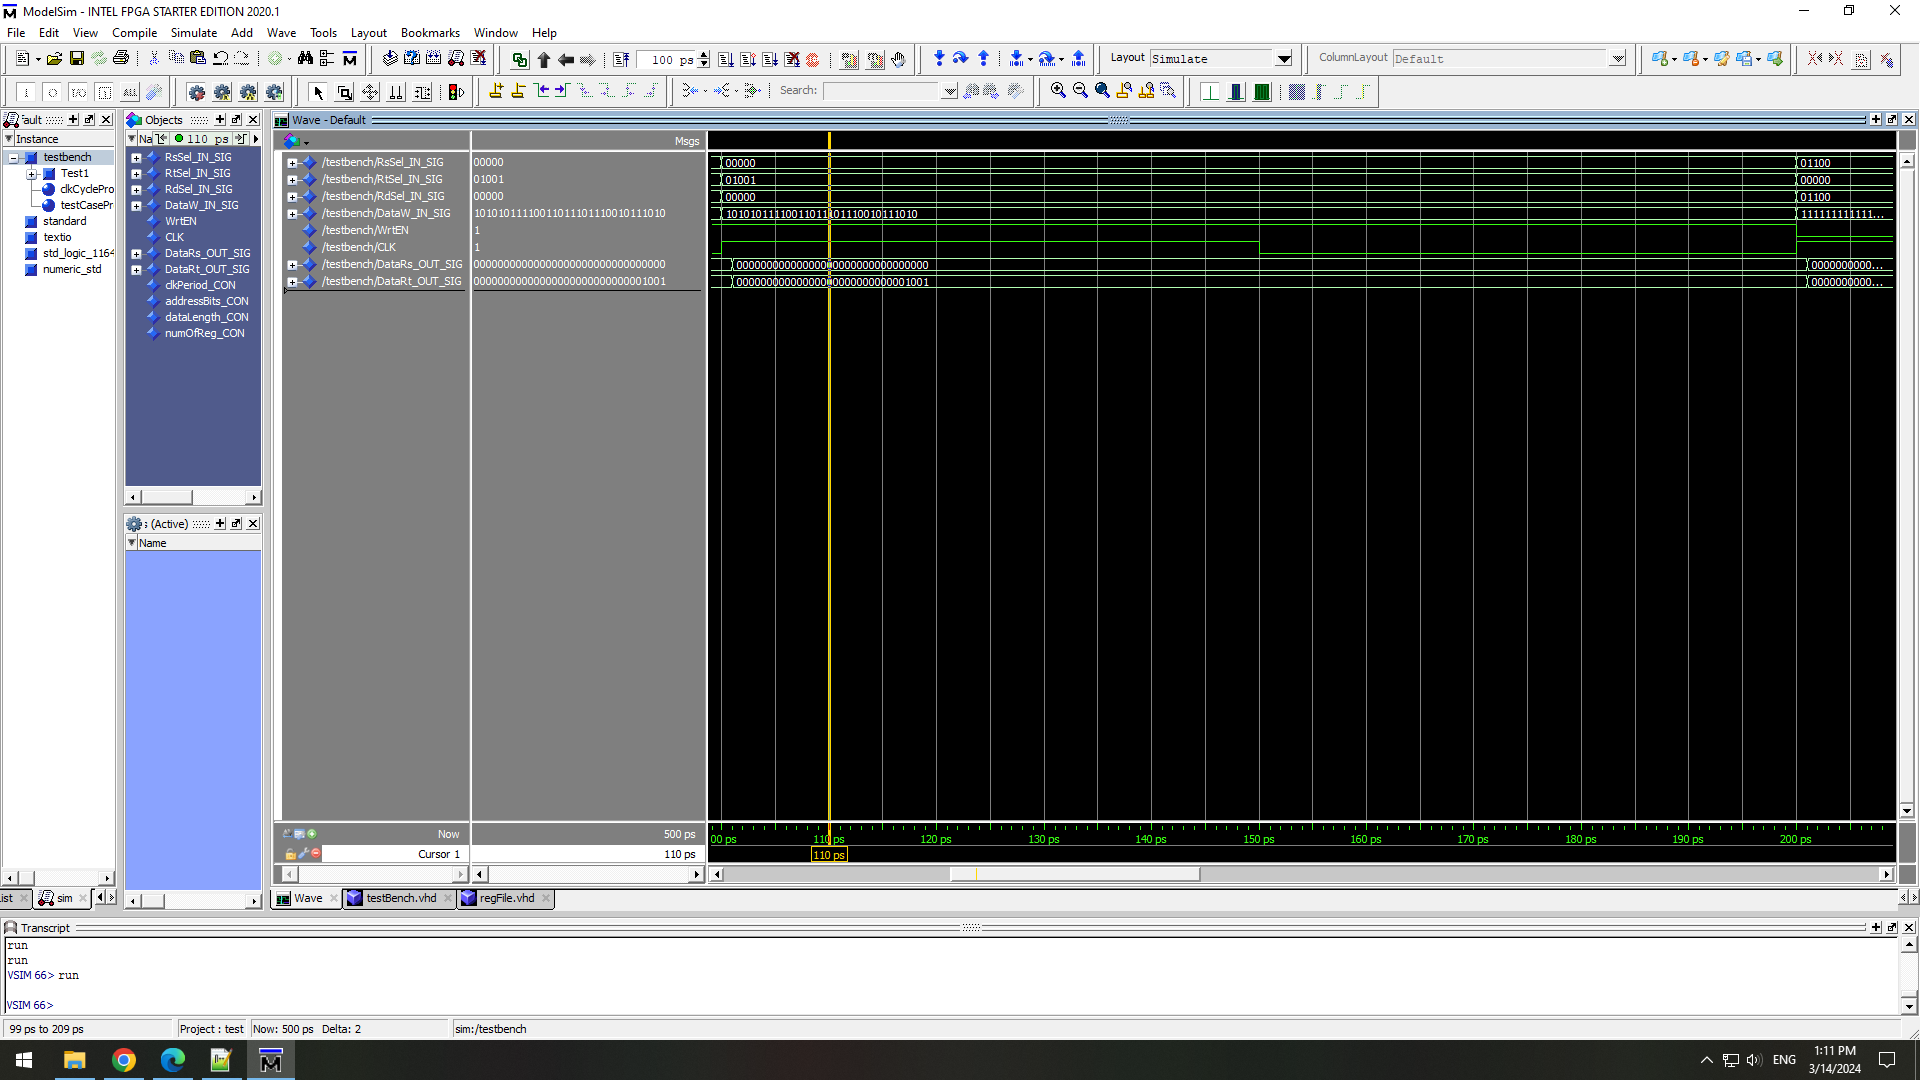 ModelSim - INTEL FPGA STARTER EDITION 2020.1
File Edit View Compile Simulate Add Wave Tools Layout Bookmarks Window Help
100 ps
Layout Simulate
ColumnLayout Default
Search:
ault
Instance
testbench
Test1
clkCyclePro
testCasePr
standard
textio
std_logic_1164
numeric_std
Objects
Na 110 ps
RsSel_IN_SIG
RtSel_IN_SIG
RdSel_IN_SIG
DataW_IN_SIG
WrtEN
CLK
DataRs_OUT_SIG
DataRt_OUT_SIG
clkPeriod_CON
addressBits_CON
dataLength_CON
numOfReg_CON
(Active)
Name
Wave - Default
Msgs
/testbench/RsSel_IN_SIG 00000 00000 01100
/testbench/RtSel_IN_SIG 01001 01001 00000
/testbench/RdSel_IN_SIG 00000 00000 01100
/testbench/DataW_IN_SIG 10101011110011011101110010111010 10101011110011011101110010111010 111111111111...
/testbench/WrtEN 1
/testbench/CLK 1
/testbench/DataRs_OUT_SIG 00000000000000000000000000000000 0000000000...
/testbench/DataRt_OUT_SIG 00000000000000000000000000001001 0000000000...
Now 500 ps
00 ps 110 ps 120 ps 130 ps 140 ps 150 ps 160 ps 170 ps 180 ps 190 ps 200 ps
Cursor 1 110 ps 110 ps
ist sim
Wave testBench.vhd regFile.vhd
Transcript
run
run
VSIM 66> run
VSIM 66>
99 ps to 209 ps Project : test Now: 500 ps Delta: 2 sim:/testbench
ENG
1:11 PM
3/14/2024